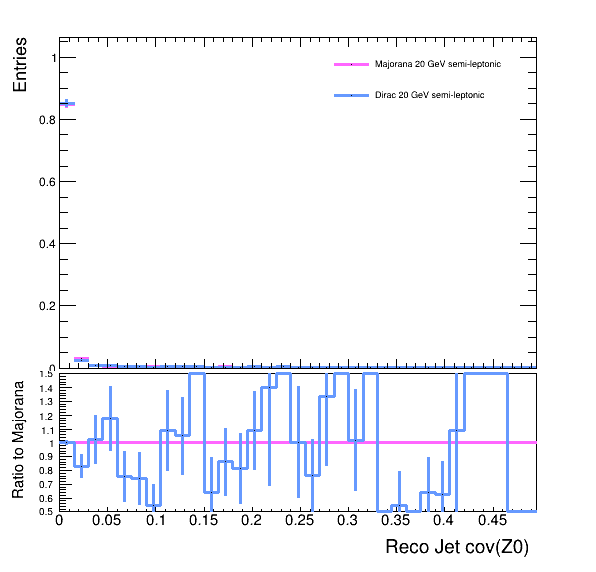 Entries
1
0.8
0.6
0.4
0.2
0
Majorana 20 GeV semi-leptonic
Dirac 20 GeV semi-leptonic
Ratio to Majorana
1.5
1.4
1.3
1.2
1.1
1
0.9
0.8
0.7
0.6
0.5
0 0.05 0.1 0.15 0.2 0.25 0.3 0.35 0.4 0.45
Reco Jet cov(Z0)